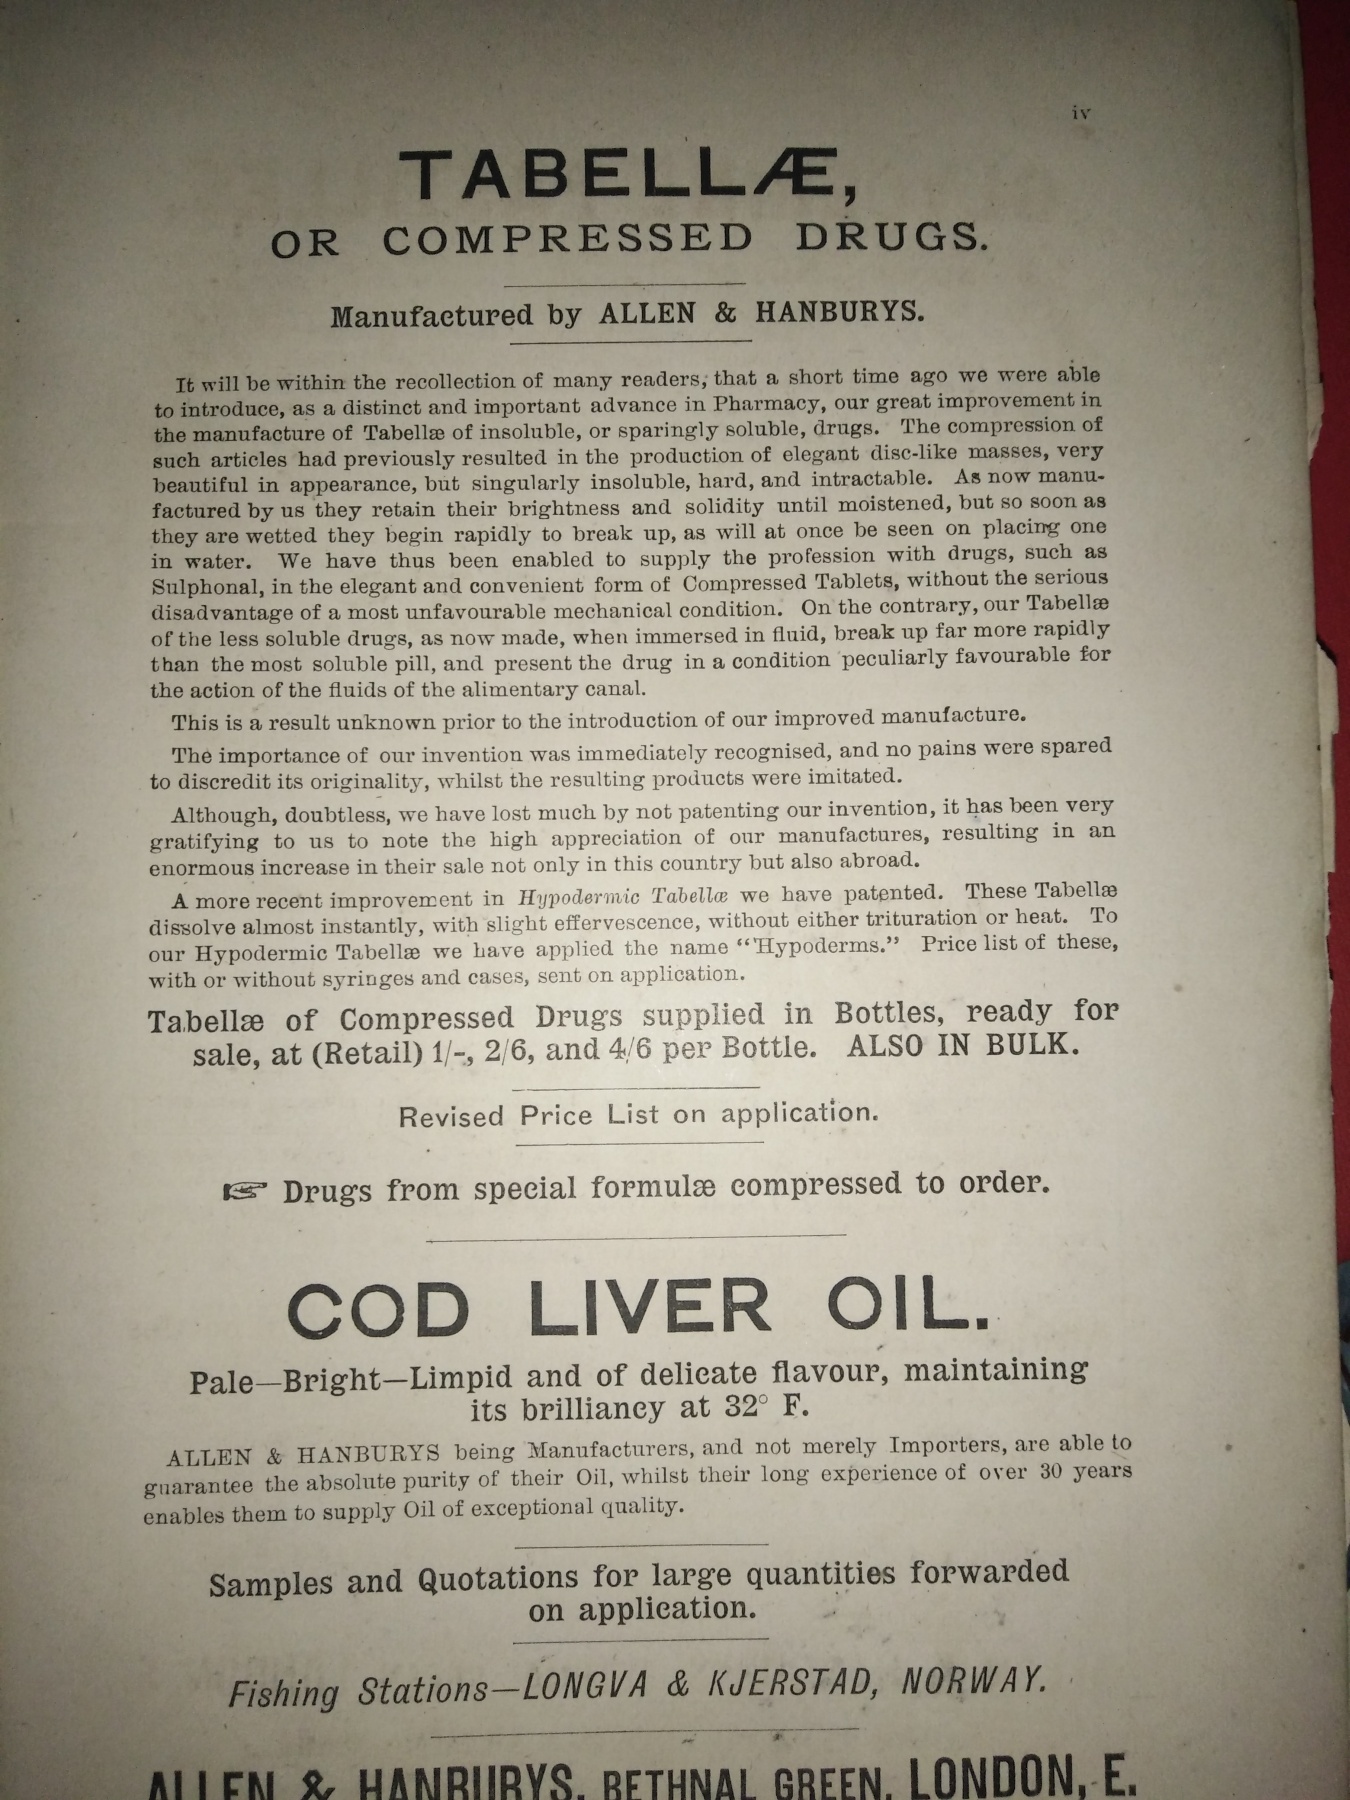 iv
TABELLÆ,
OR COMPRESSED DRUGS.
Manufactured by ALLEN & HANBURYS.
It will be within the recollection of many readers, that a short time ago we were able
to introduce, as a distinct and important advance in Pharmacy, our great improvement in
the manufacture of Tabellæ of insoluble, or sparingly soluble, drugs. The compression of
such articles had previously resulted in the production of elegant disc-like masses, very
beautiful in appearance, but singularly insoluble, hard, and intractable. As now manu-
factured by us they retain their brightness and solidity until moistened, but so soon as
they are wetted they begin rapidly to break up, as will at once be seen on placing one
in water. We have thus been enabled to supply the profession with drugs, such as
Sulphonal, in the elegant and convenient form of Compressed Tablets, without the serious
disadvantage of a most unfavourable mechanical condition. On the contrary, our Tabellæ
of the less soluble drugs, as now made, when immersed in fluid, break up far more rapidly
than the most soluble pill, and present the drug in a condition peculiarly favourable for
the action of the fluids of the alimentary canal.
This is a result unknown prior to the introduction of our improved manufacture.
The importance of our invention was immediately recognised, and no pains were spared
to discredit its originality, whilst the resulting products were imitated.
Although, doubtless, we have lost much by not patenting our invention, it has been very
gratifying to us to note the high appreciation of our manufactures, resulting in an
enormous increase in their sale not only in this country but also abroad.
A more recent improvement in Hypodermic Tabellæ we have patented. These Tabellæ
dissolve almost instantly, with slight effervescence, without either trituration or heat. To
our Hypodermic Tabellæ we have applied the name “Hypoderms.” Price list of these,
with or without syringes and cases, sent on application.
Tabellæ of Compressed Drugs supplied in Bottles, ready for
sale, at (Retail) 1/-, 2/6, and 4/6 per Bottle. ALSO IN BULK.
Revised Price List on application.
☞ Drugs from special formulæ compressed to order.
COD LIVER OIL.
Pale—Bright—Limpid and of delicate flavour, maintaining
its brilliancy at 32° F.
ALLEN & HANBURYS being Manufacturers, and not merely Importers, are able to
guarantee the absolute purity of their Oil, whilst their long experience of over 30 years
enables them to supply Oil of exceptional quality.
Samples and Quotations for large quantities forwarded
on application.
Fishing Stations—LONGVA & KJERSTAD, NORWAY.
ALLEN & HANBURYS, BETHNAL GREEN, LONDON, E.